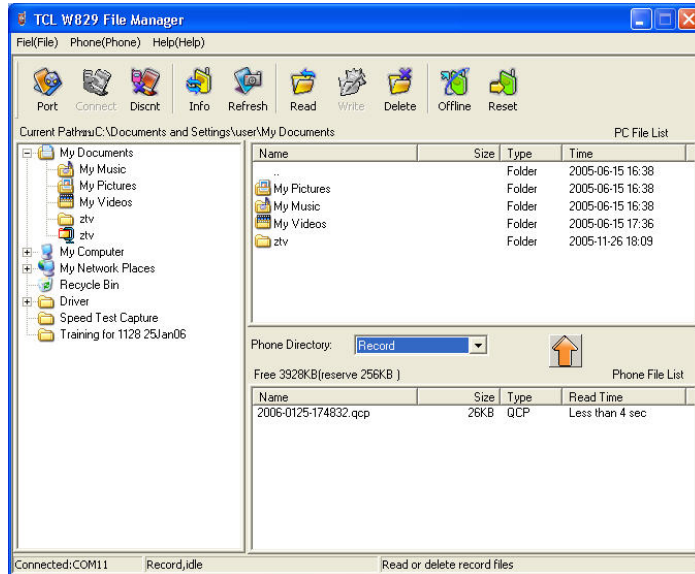 TCL W829 File Manager
Fiel(File) Phone(Phone) Help(Help)
Port Connect Discnt Info Refresh Read Write Delete Offline Reset
Current Path C:\Documents and Settings\user\My Documents PC File List
My Documents
My Music
My Pictures
My Videos
ztv
ztv
My Computer
My Network Places
Recycle Bin
Driver
Speed Test Capture
Training for 1128 25Jan06
Name Size Type Time
.. Folder 2005-06-15 16:38
My Pictures Folder 2005-06-15 16:38
My Music Folder 2005-06-15 16:38
My Videos Folder 2005-06-15 17:36
ztv Folder 2005-11-26 18:09
Phone Directory: Record
Free 3928KB(reserve 256KB ) Phone File List
Name Size Type Read Time
2006-0125-174832.qcp 26KB QCP Less than 4 sec
Connected:COM11 Record,idle Read or delete record files